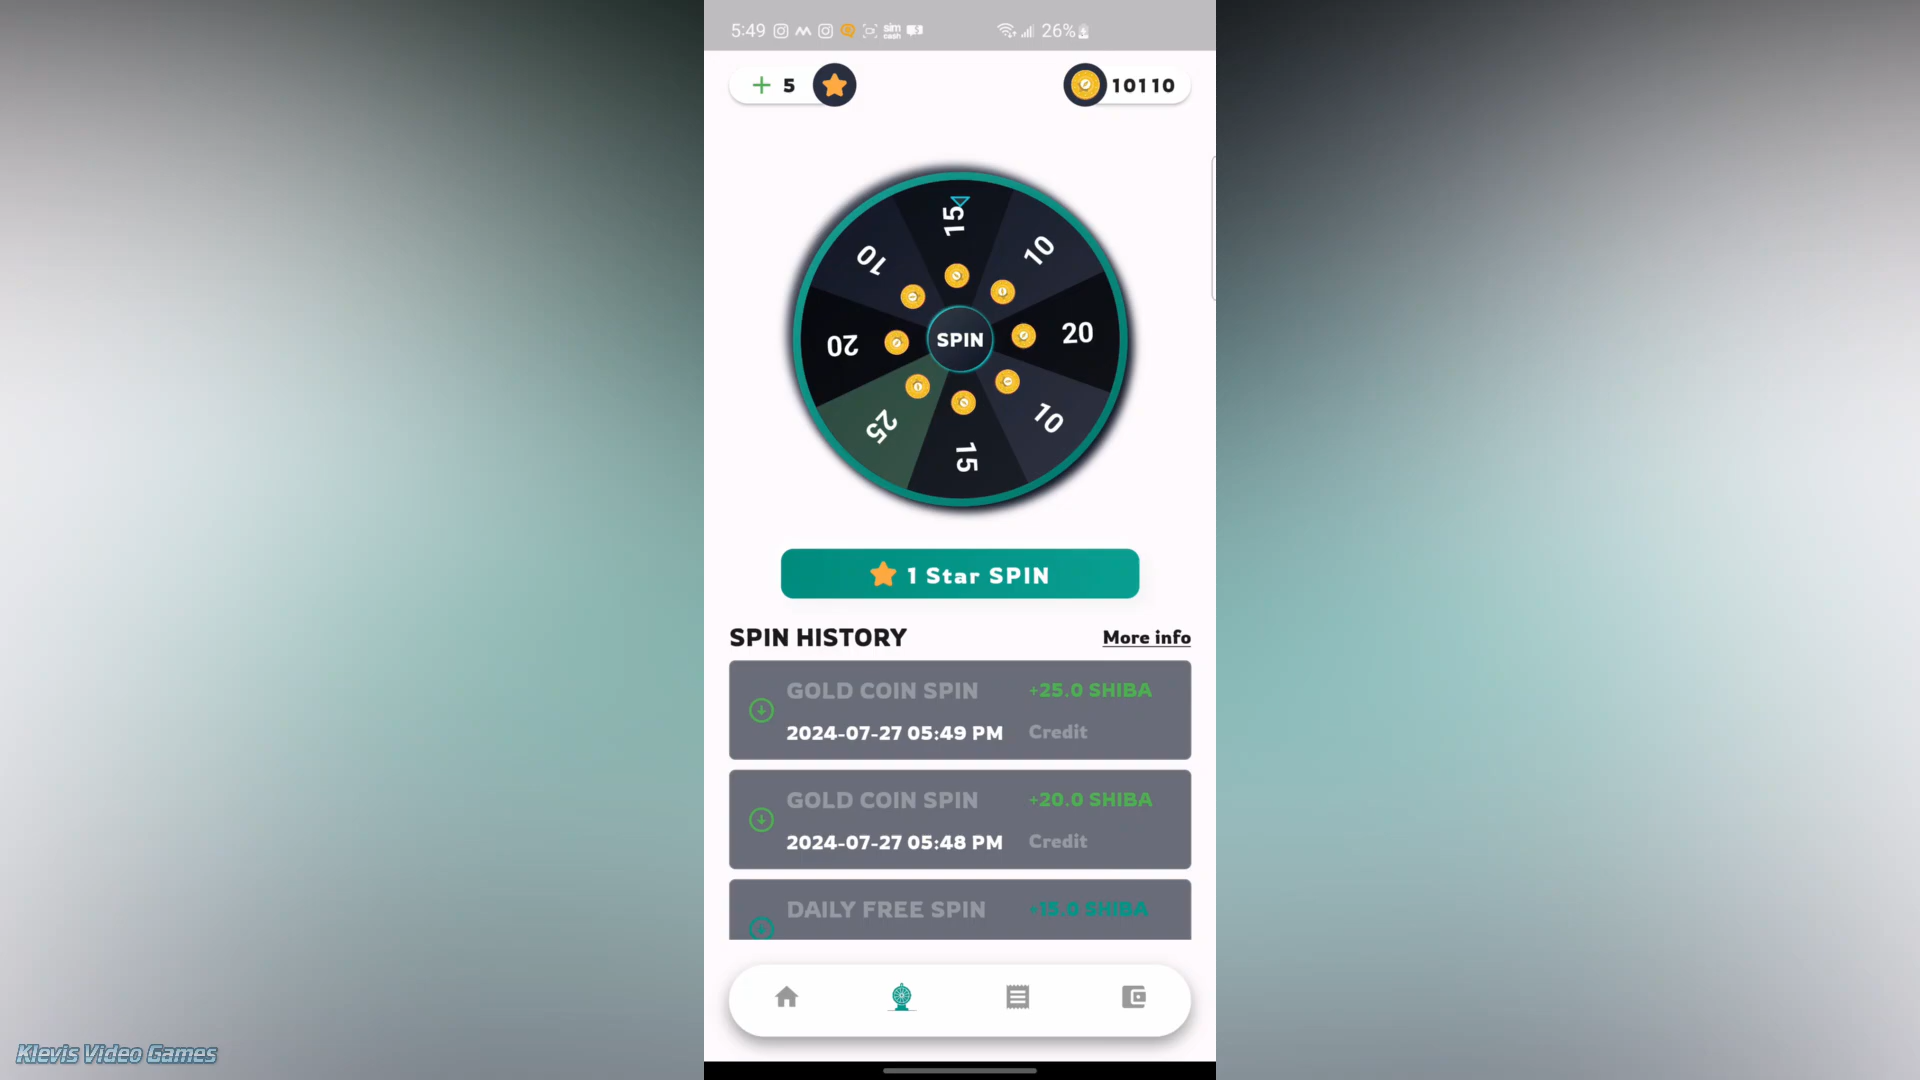 5:49
sim
cash
26%
5
10110
15
10
10
20
20
SPIN
25
10
15
1 Star SPIN
SPIN HISTORY
More info
GOLD COIN SPIN +25.0 SHIBA
2024-07-27 05:49 PM Credit
GOLD COIN SPIN +20.0 SHIBA
2024-07-27 05:48 PM Credit
DAILY FREE SPIN +15.0 SHIBA
Klevis Video Games